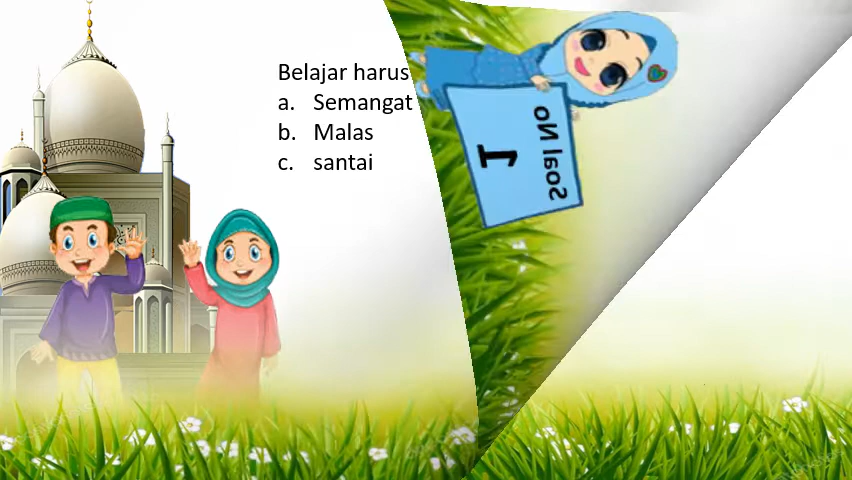 Belajar harus
a. Semangat
b. Malas
c. santai
Soal No
1